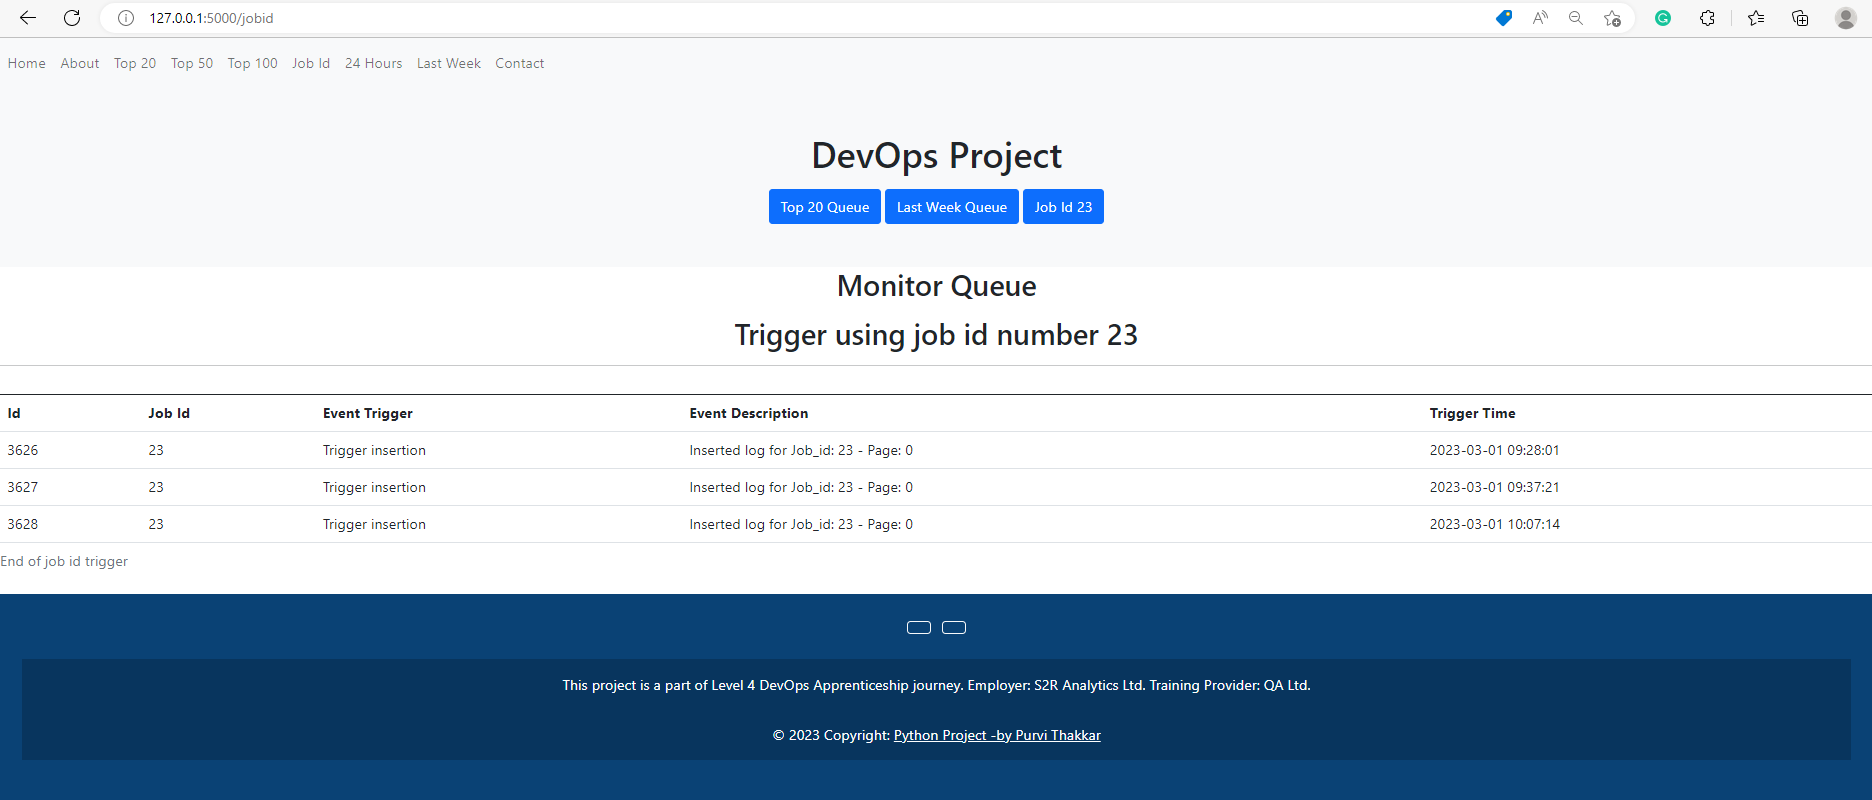 127.0.0.1:5000/jobid
Home About Top 20 Top 50 Top 100 Job Id 24 Hours Last Week Contact
DevOps Project
Top 20 Queue Last Week Queue Job Id 23
Monitor Queue
Trigger using job id number 23
Id Job Id Event Trigger Event Description Trigger Time
3626 23 Trigger insertion Inserted log for Job_id: 23 - Page: 0 2023-03-01 09:28:01
3627 23 Trigger insertion Inserted log for Job_id: 23 - Page: 0 2023-03-01 09:37:21
3628 23 Trigger insertion Inserted log for Job_id: 23 - Page: 0 2023-03-01 10:07:14
End of job id trigger
This project is a part of Level 4 DevOps Apprenticeship journey. Employer: S2R Analytics Ltd. Training Provider: QA Ltd.
© 2023 Copyright: Python Project -by Purvi Thakkar